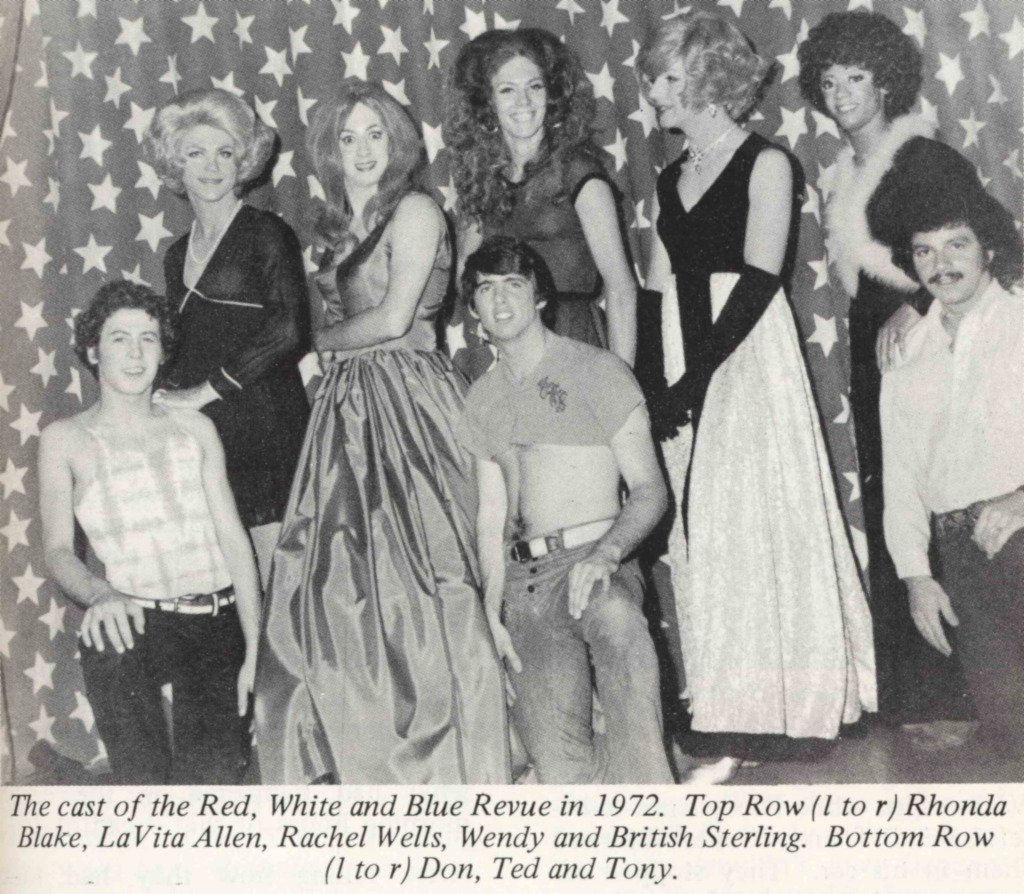 The cast of the Red, White and Blue Revue in 1972. Top Row (l to r) Rhonda
Blake, LaVita Allen, Rachel Wells, Wendy and British Sterling. Bottom Row
(l to r) Don, Ted and Tony.